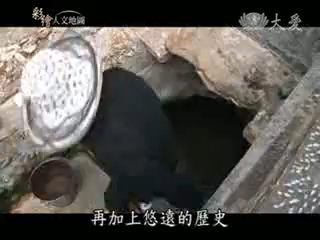 彩繪人文地圖
大愛
再加上悠遠的歷史